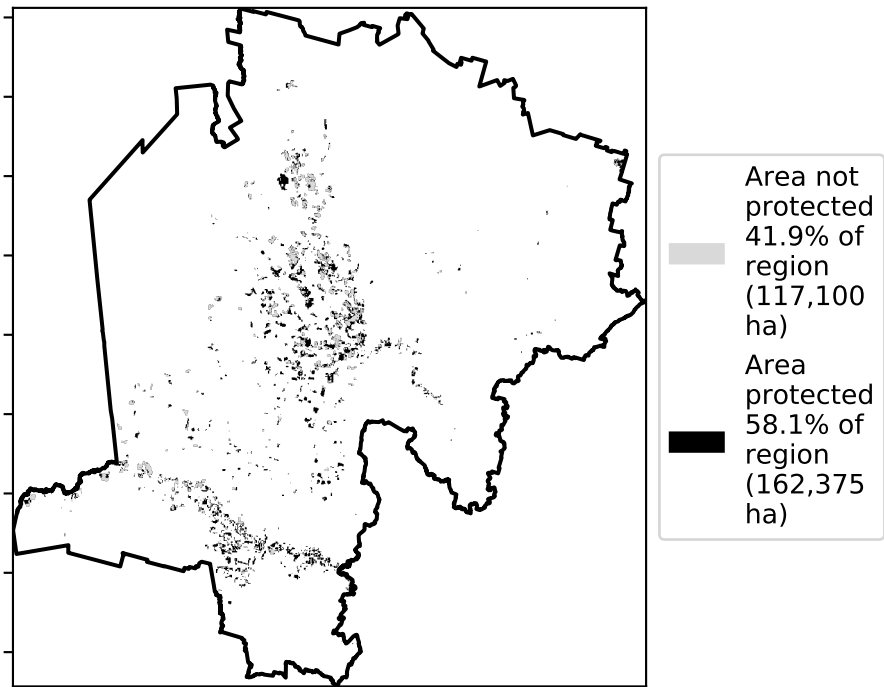 Area not
protected
41.9% of
region
(117,100
ha)
Area
protected
58.1% of
region
(162,375
ha)